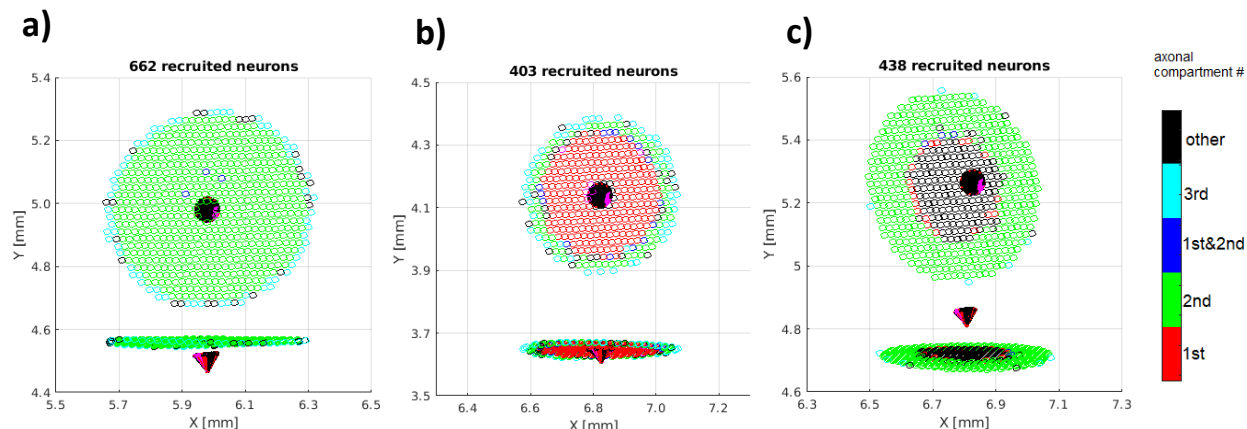 a)
662 recruited neurons
Y [mm]
5.4
5.2
5.0
4.8
4.6
4.4
5.5
5.7
5.9
6.1
6.3
6.5
X [mm]
b)
403 recruited neurons
Y [mm]
4.5
4.3
4.1
3.9
3.7
3.5
6.4
6.6
6.8
7.0
7.2
X [mm]
c)
438 recruited neurons
Y [mm]
5.6
5.4
5.2
5
4.8
4.6
6.3
6.5
6.7
6.9
7.1
7.3
X [mm]
axonal
compartment #
other
3rd
1st&2nd
2nd
1st